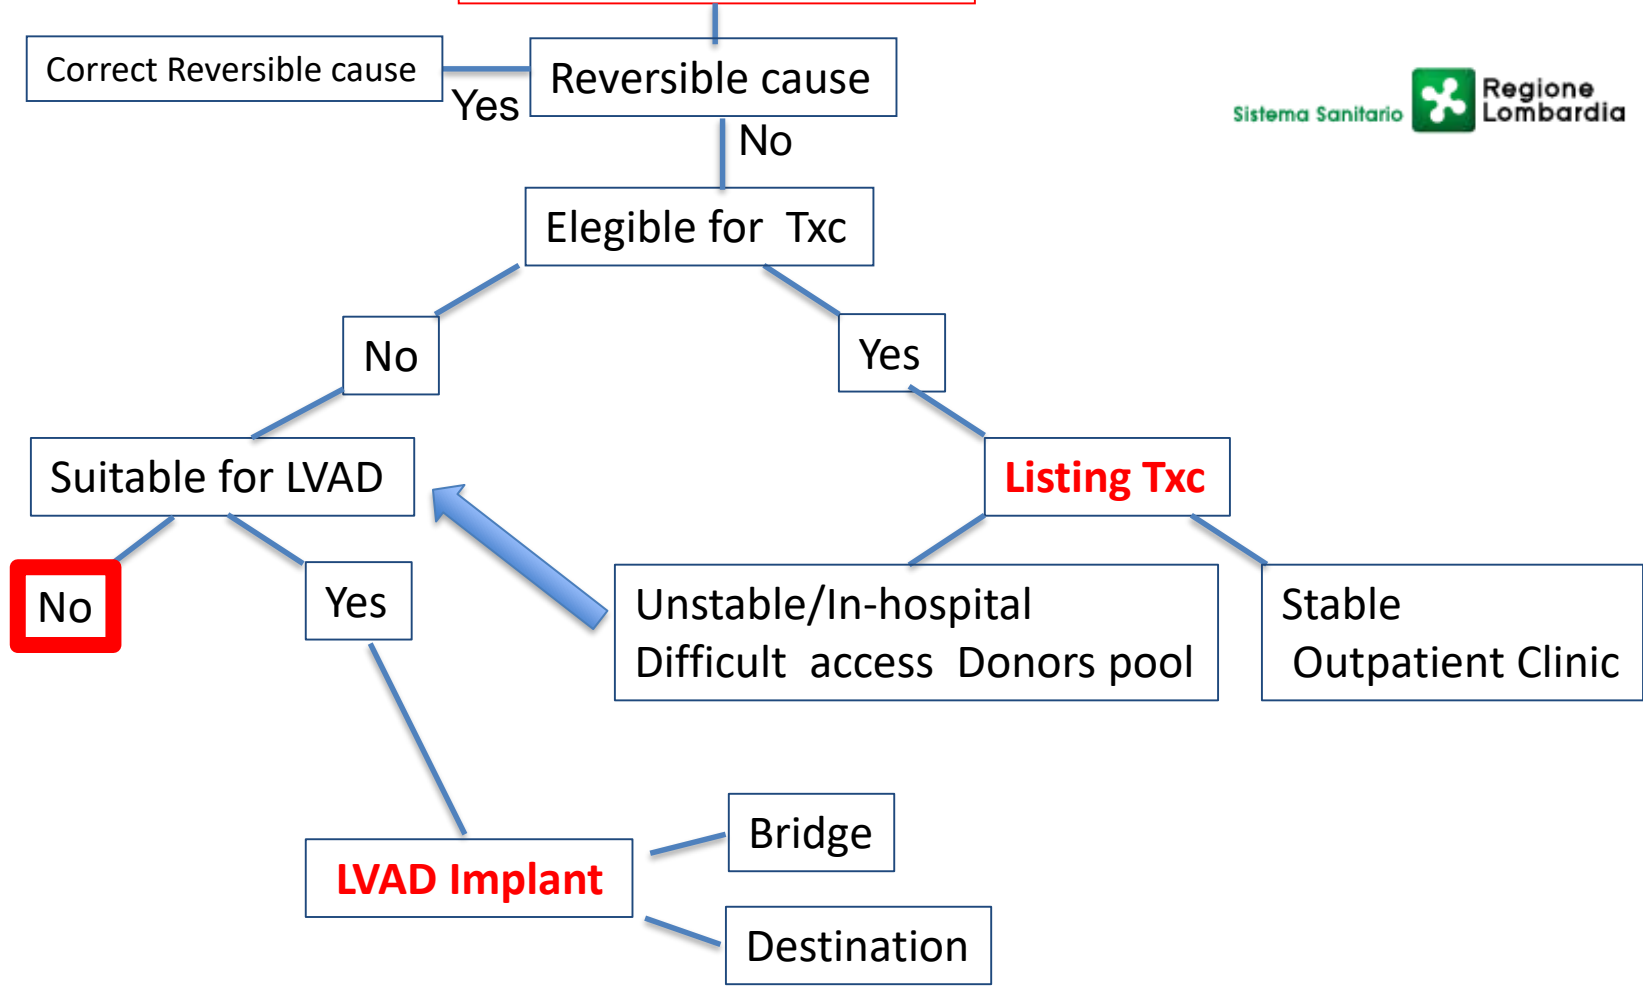 Correct Reversible cause
Yes
Reversible cause
No
Sistema Sanitario
Regione
Lombardia
Elegible for Txc
No
Yes
Suitable for LVAD
Listing Txc
No
Yes
Unstable/In-hospital
Difficult access Donors pool
Stable
Outpatient Clinic
Bridge
LVAD Implant
Destination